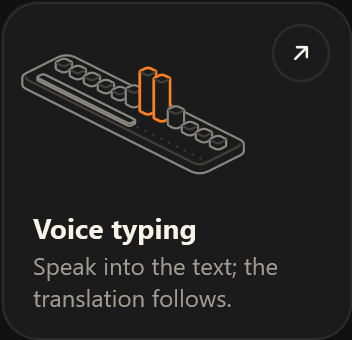 Voice typing
Speak into the text; the
translation follows.